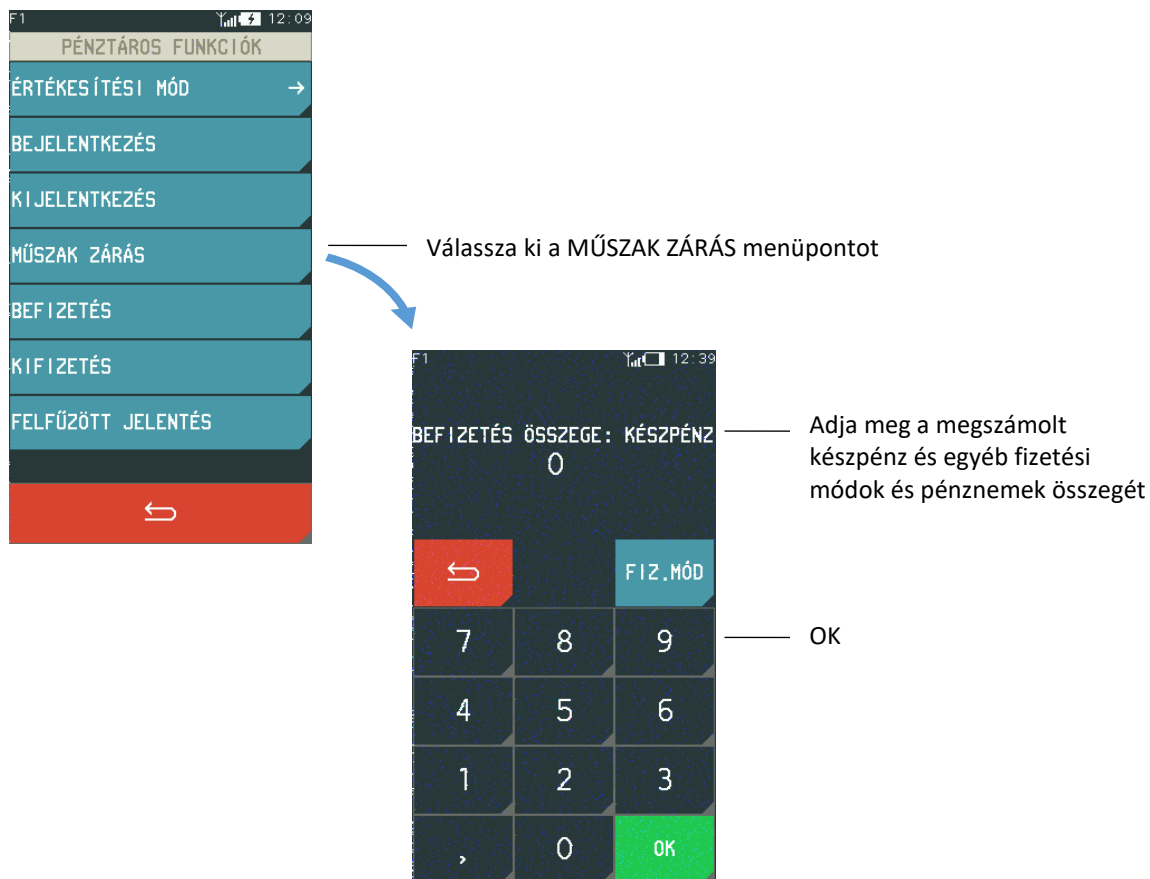 F1 12:09
PÉNZTÁROS FUNKCIÓK
ÉRTÉKESÍTÉSI MÓD →
BEJELENTKEZÉS
KIJELENTKEZÉS
MŰSZAK ZÁRÁS
BEFIZETÉS
KIFIZETÉS
FELFŰZÖTT JELENTÉS
Válassza ki a MŰSZAK ZÁRÁS menüpontot
F1 12:39
BEFIZETÉS ÖSSZEGE: KÉSZPÉNZ
0
Adja meg a megszámolt
készpénz és egyéb fizetési
módok és pénznemek összegét
FIZ.MÓD
7 8 9
OK
4 5 6
1 2 3
, 0 OK